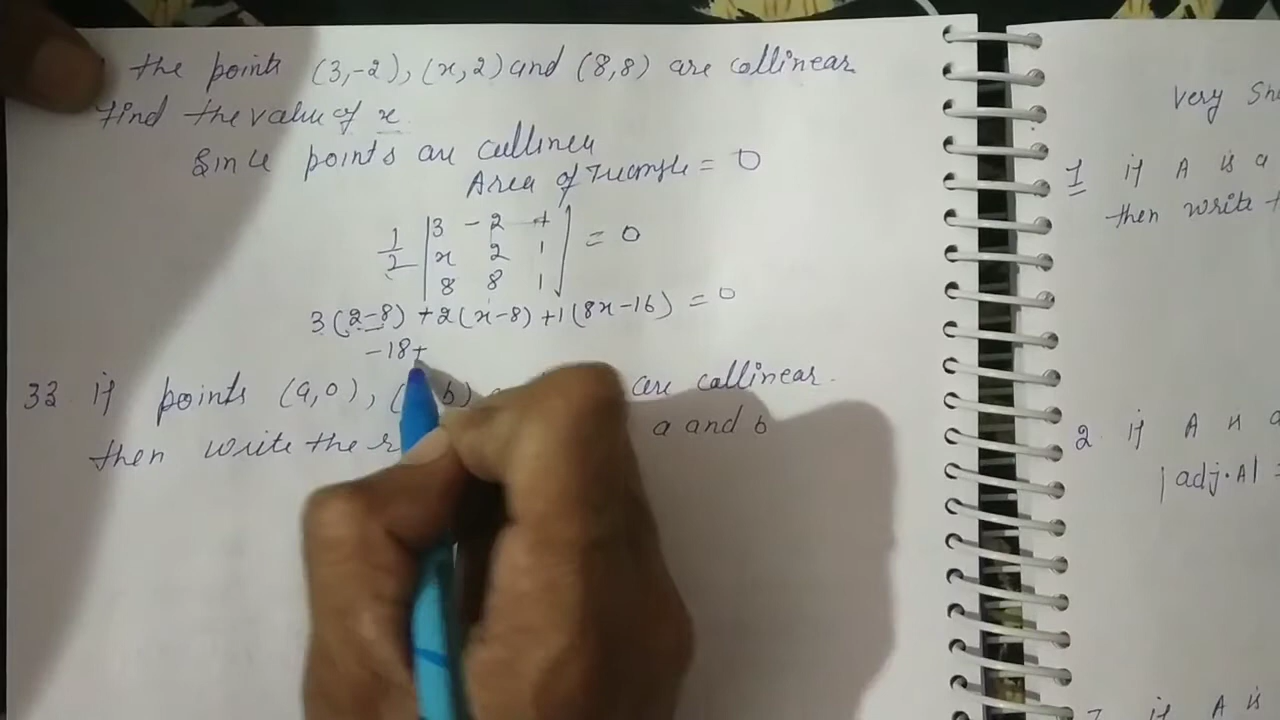 the points (3,-2), (x,2) and (8,8) are collinear
find the value of x
Since points are collinea
Area of Triangle = 0
1/2 |3 -2 1
x 2 1
8 8 1| = 0
3(2-8) +2(x-8) +1(8x-16) = 0
-18+
33. if points (a,0), ( b) are collinear.
then write the a and b
Very Sh
1 if A is a
then write t
2. if A is a
|adj.A| =
if A is